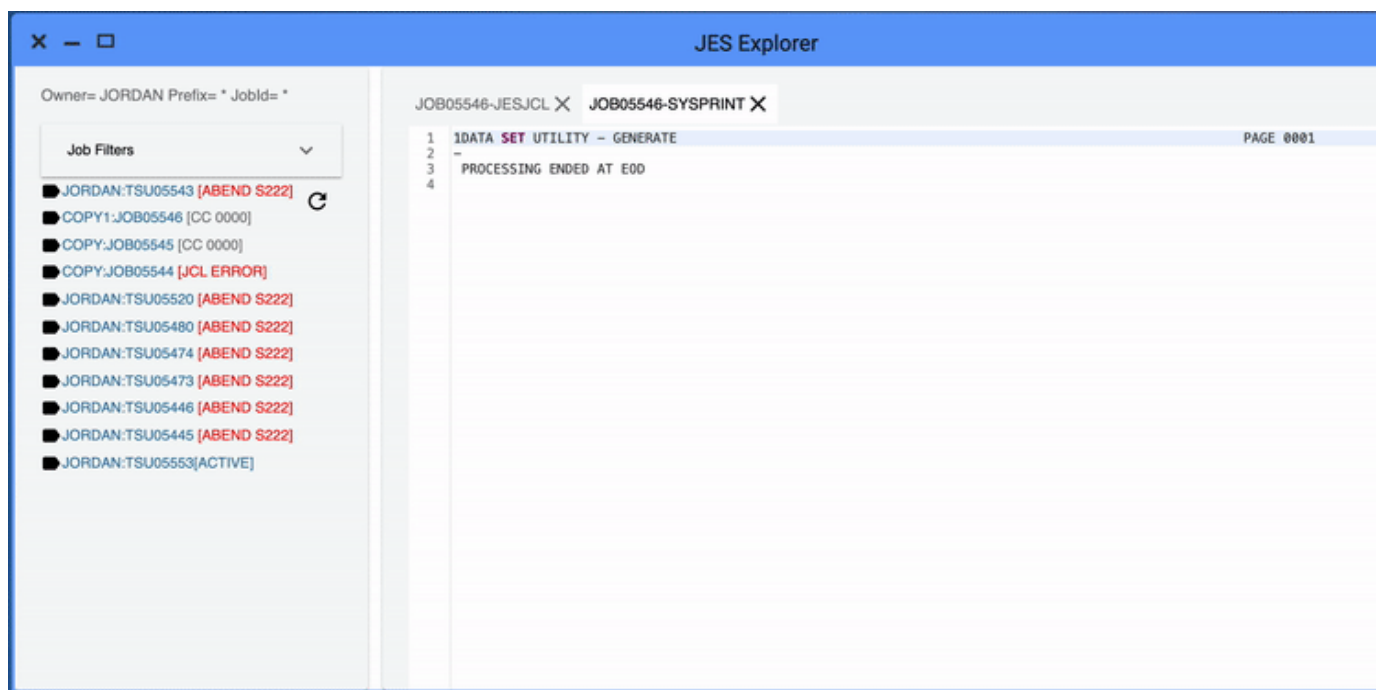 JES Explorer
Owner= JORDAN Prefix= * JobId= *
Job Filters
JORDAN:TSU05543 [ABEND S222]
COPY1:JOB05546 [CC 0000]
COPY:JOB05545 [CC 0000]
COPY:JOB05544 [JCL ERROR]
JORDAN:TSU05520 [ABEND S222]
JORDAN:TSU05480 [ABEND S222]
JORDAN:TSU05474 [ABEND S222]
JORDAN:TSU05473 [ABEND S222]
JORDAN:TSU05446 [ABEND S222]
JORDAN:TSU05445 [ABEND S222]
JORDAN:TSU05553[ACTIVE]
JOB05546-JESJCL JOB05546-SYSPRINT
1 1DATA SET UTILITY - GENERATE PAGE 0001
2 -
3 PROCESSING ENDED AT EOD
4